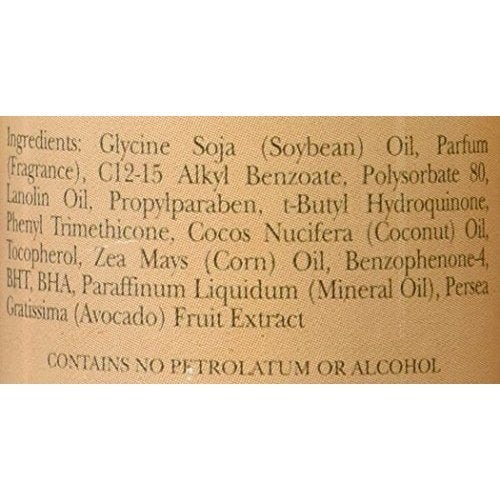 Ingredients: Glycine Soja (Soybean) Oil, Parfum
(Fragrance), C12-15 Alkyl Benzoate, Polysorbate 80,
Lanolin Oil, Propylparaben, t-Butyl Hydroquinone,
Phenyl Trimethicone, Cocos Nucifera (Coconut) Oil,
Tocopherol, Zea Mays (Corn) Oil, Benzophenone-4,
BHT, BHA, Paraffinum Liquidum (Mineral Oil), Persea
Gratissima (Avocado) Fruit Extract
CONTAINS NO PETROLATUM OR ALCOHOL